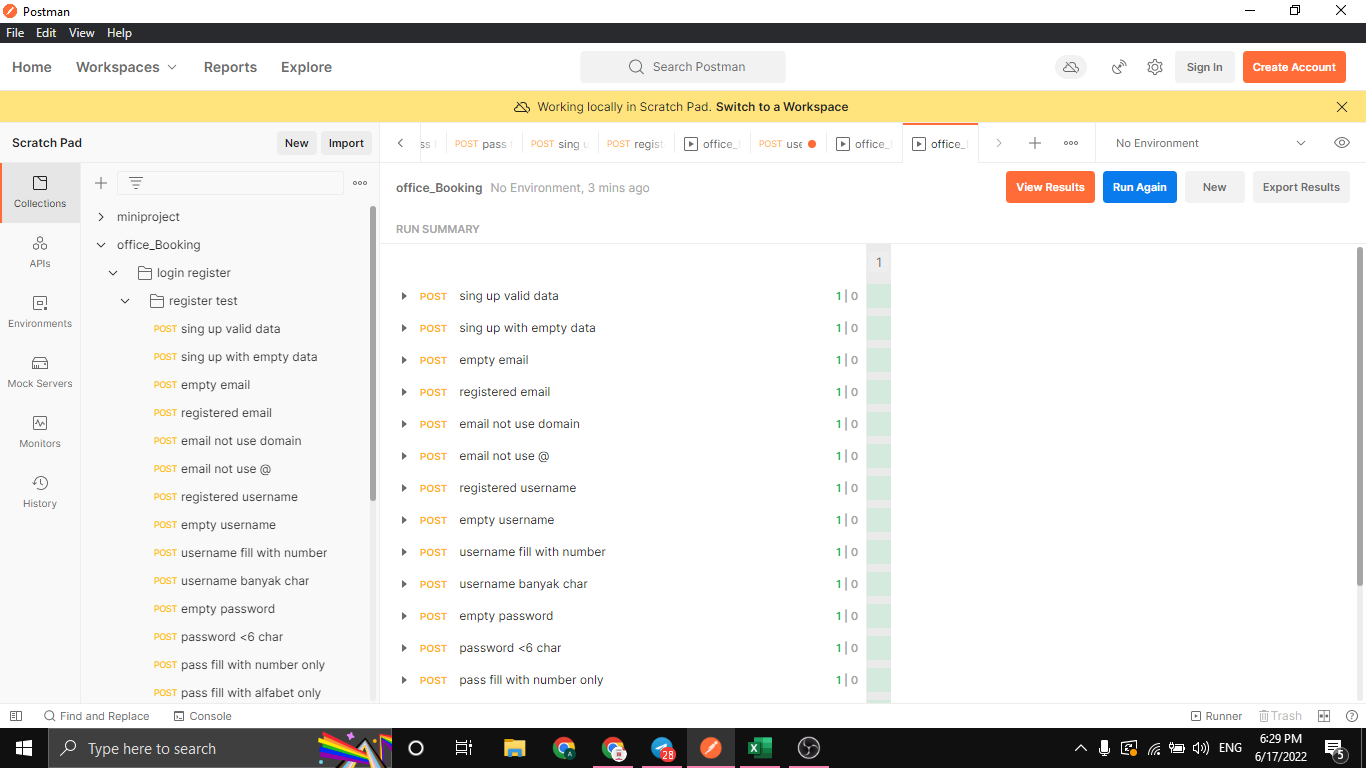 Postman
File Edit View Help
Home Workspaces Reports Explore Search Postman Sign In Create Account
Working locally in Scratch Pad. Switch to a Workspace
Scratch Pad New Import
POST pass POST sing u POST regist office_ POST use office_ office_ No Environment
office_Booking No Environment, 3 mins ago View Results Run Again New Export Results
RUN SUMMARY
Collections
APIs
Environments
Mock Servers
Monitors
History
miniproject
office_Booking
login register
register test
POST sing up valid data
POST sing up with empty data
POST empty email
POST registered email
POST email not use domain
POST email not use @
POST registered username
POST empty username
POST username fill with number
POST username banyak char
POST empty password
POST password <6 char
POST pass fill with number only
POST pass fill with alfabet only
1
POST sing up valid data 1 | 0
POST sing up with empty data 1 | 0
POST empty email 1 | 0
POST registered email 1 | 0
POST email not use domain 1 | 0
POST email not use @ 1 | 0
POST registered username 1 | 0
POST empty username 1 | 0
POST username fill with number 1 | 0
POST username banyak char 1 | 0
POST empty password 1 | 0
POST password <6 char 1 | 0
POST pass fill with number only 1 | 0
Find and Replace Console Runner Trash
Type here to search 28 ENG 6:29 PM
6/17/2022 5